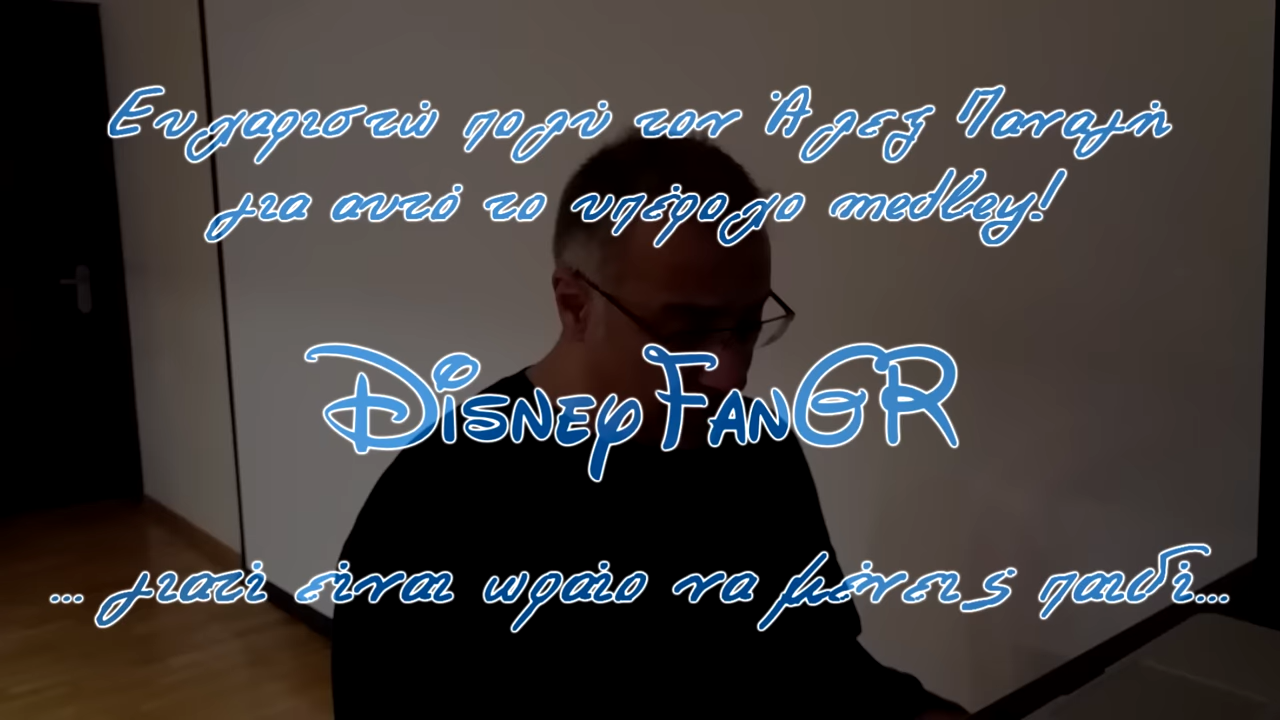 Ευχαριστώ πολύ τον Άλεξ Παναγή
για αυτό το υπέροχο medley!
DisneyFanGR
... γιατί είναι ωραίο να μένεις παιδί...